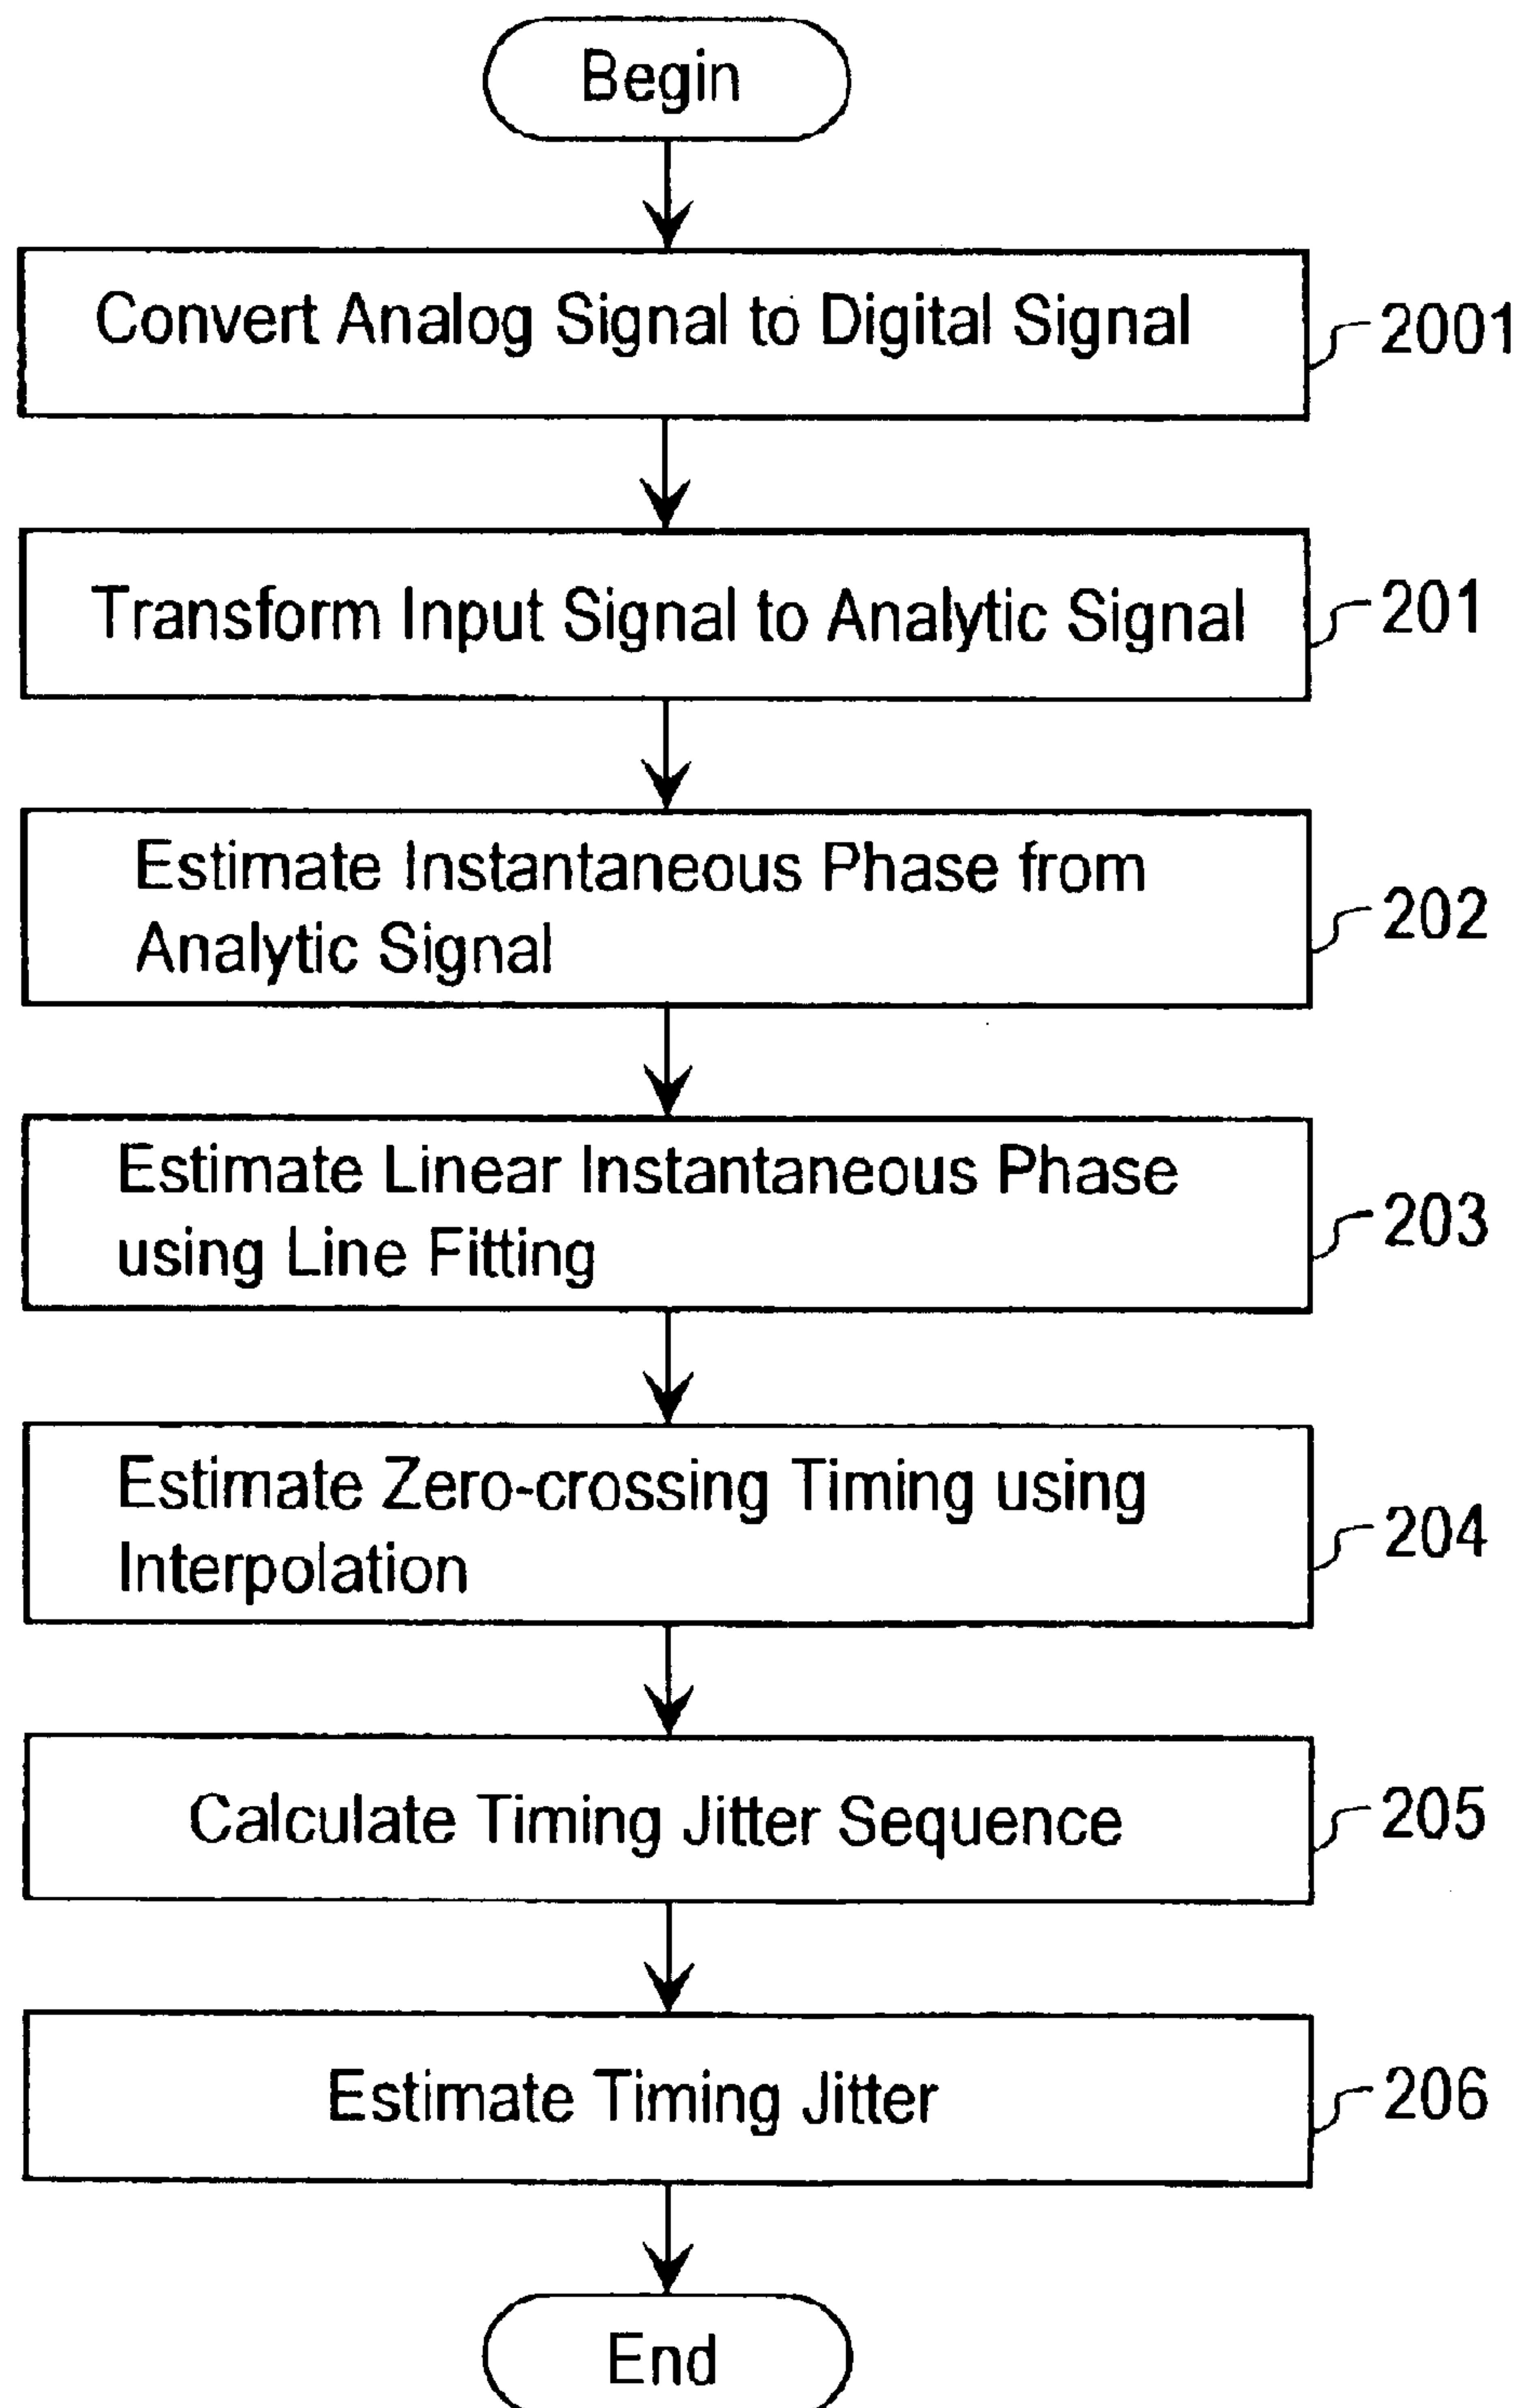 Begin
Convert Analog Signal to Digital Signal
2001
Transform Input Signal to Analytic Signal
201
Estimate Instantaneous Phase from
Analytic Signal
202
Estimate Linear Instantaneous Phase
using Line Fitting
203
Estimate Zero-crossing Timing using
Interpolation
204
Calculate Timing Jitter Sequence
205
Estimate Timing Jitter
206
End